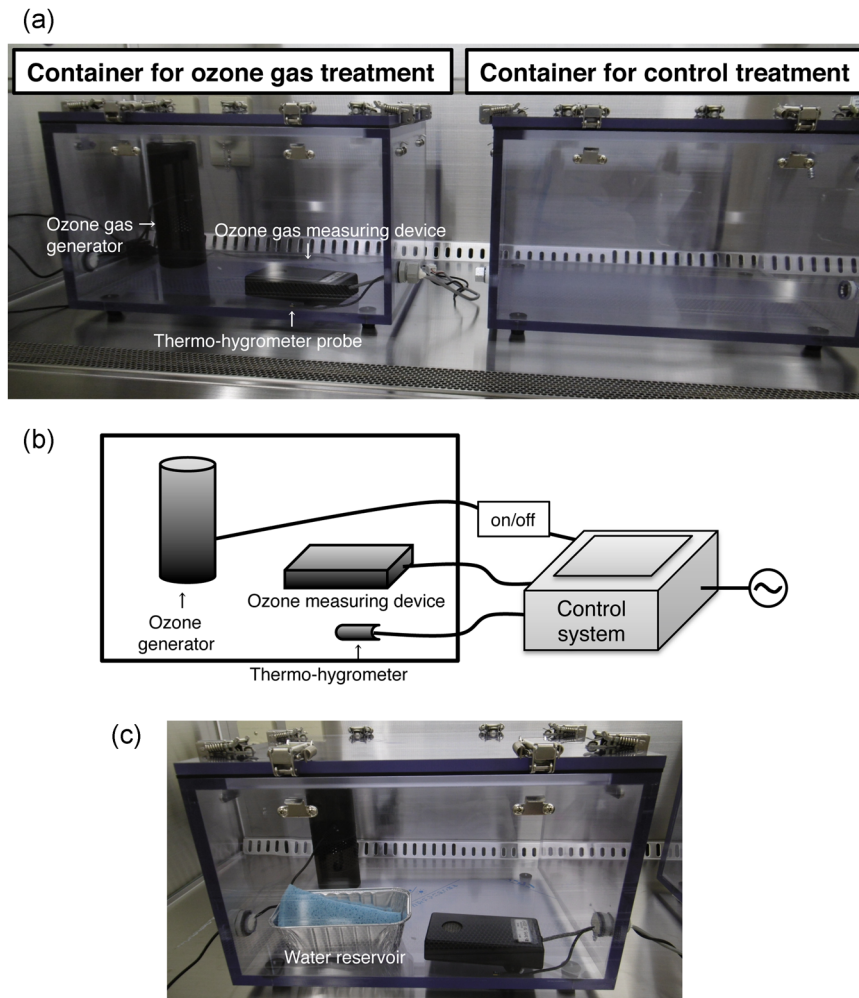 (a)
Container for ozone gas treatment
Container for control treatment
Ozone gas
generator
Ozone gas measuring device
Thermo-hygrometer probe
(b)
on/off
Ozone
generator
Ozone measuring device
Control
system
Thermo-hygrometer
(c)
Water reservoir